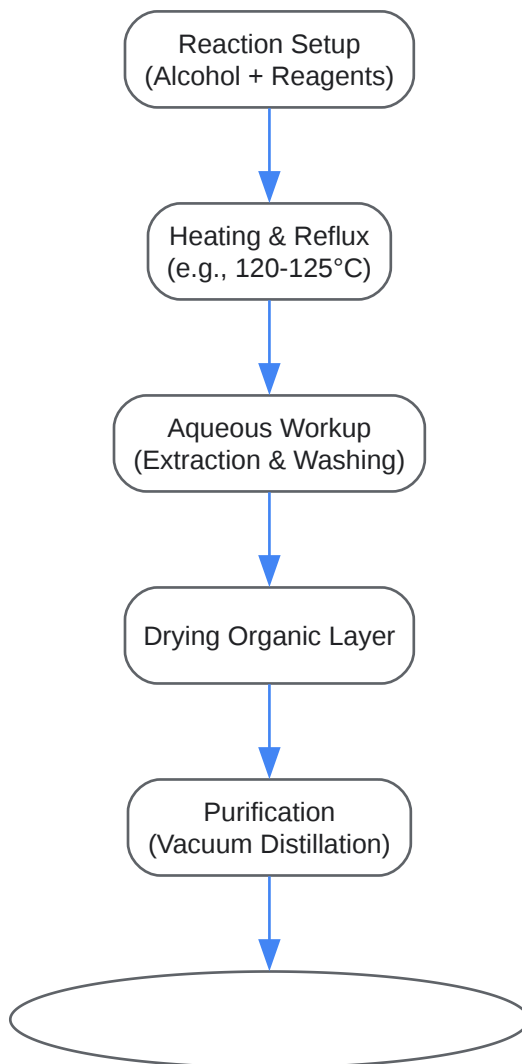 Reaction Setup
(Alcohol + Reagents)
Heating & Reflux
(e.g., 120-125°C)
Aqueous Workup
(Extraction & Washing)
Drying Organic Layer
Purification
(Vacuum Distillation)